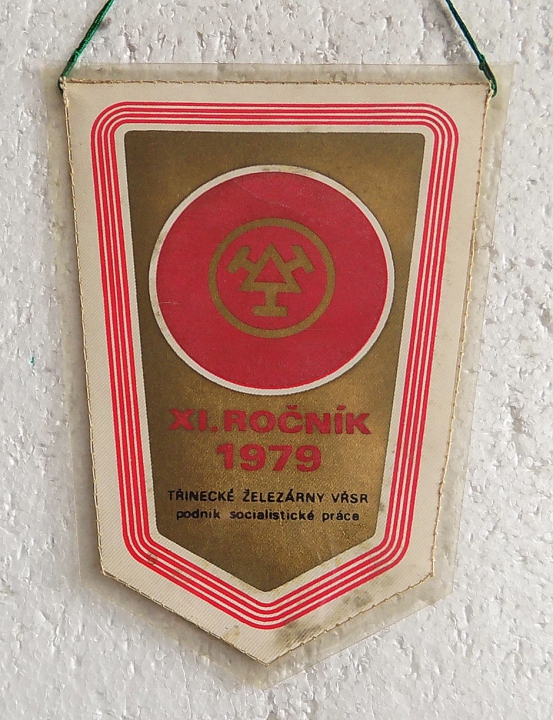 XI. ROČNÍK
1979
TŘINECKÉ ŽELEZÁRNY VŘSR
podnik socialistické práce